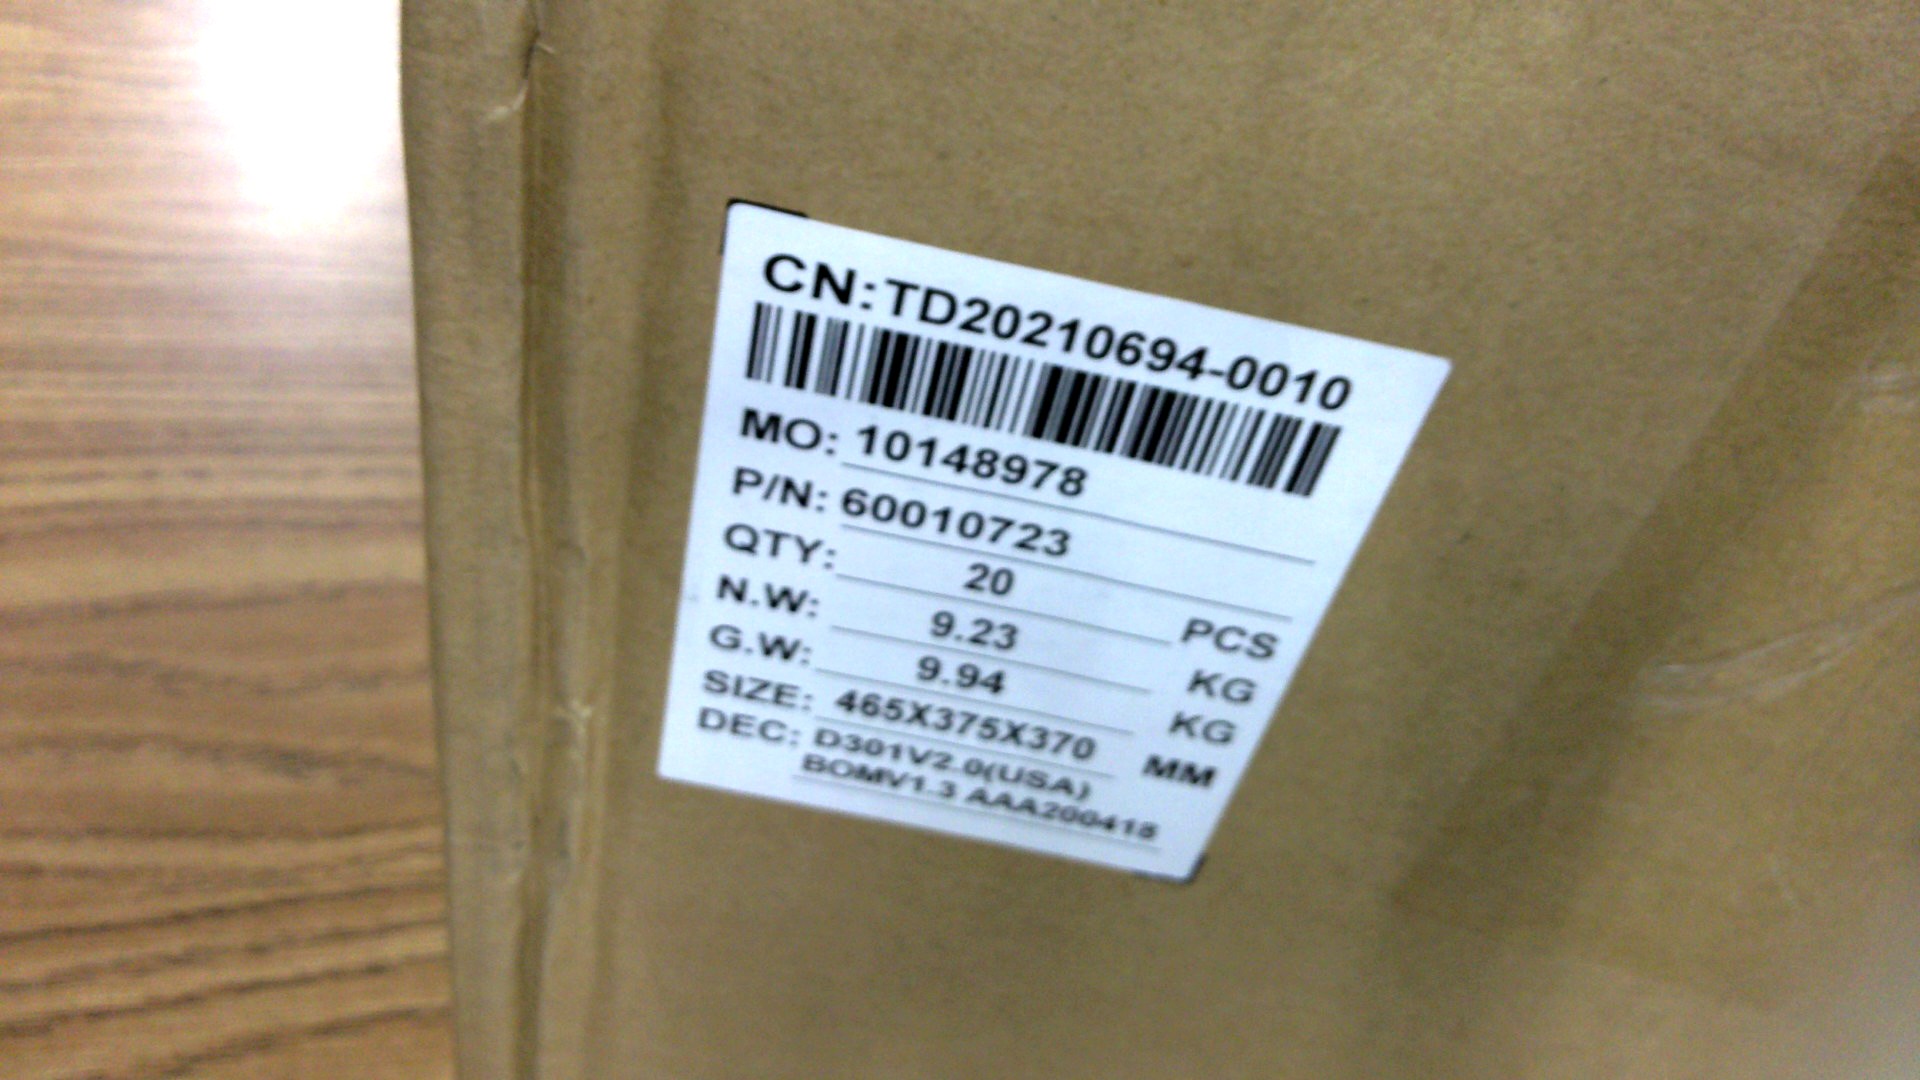 CN:TD20210694-0010
MO: 10148978
P/N: 60010723
QTY: 20 PCS
N.W: 9.23 KG
G.W: 9.94 KG
SIZE: 465X375X370 MM
DEC: D301V2.0(USA)
BOMV1.3 AAA200418